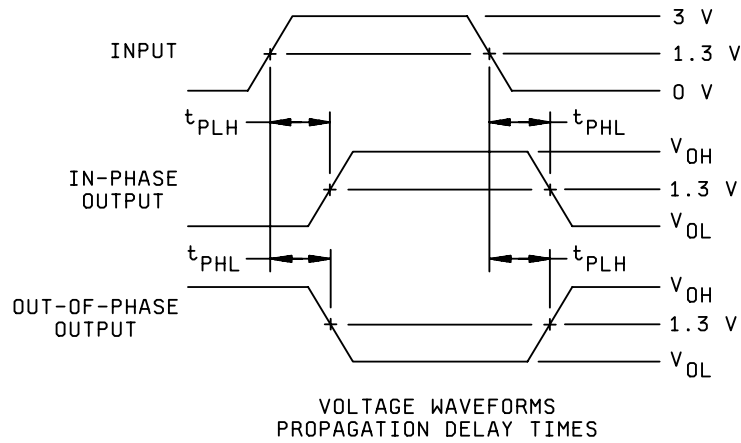 3 V
INPUT
1.3 V
0 V
tPLH
tPHL
VOH
IN-PHASE
OUTPUT
1.3 V
VOL
tPHL
tPLH
VOH
OUT-OF-PHASE
OUTPUT
1.3 V
VOL
VOLTAGE WAVEFORMS
PROPAGATION DELAY TIMES